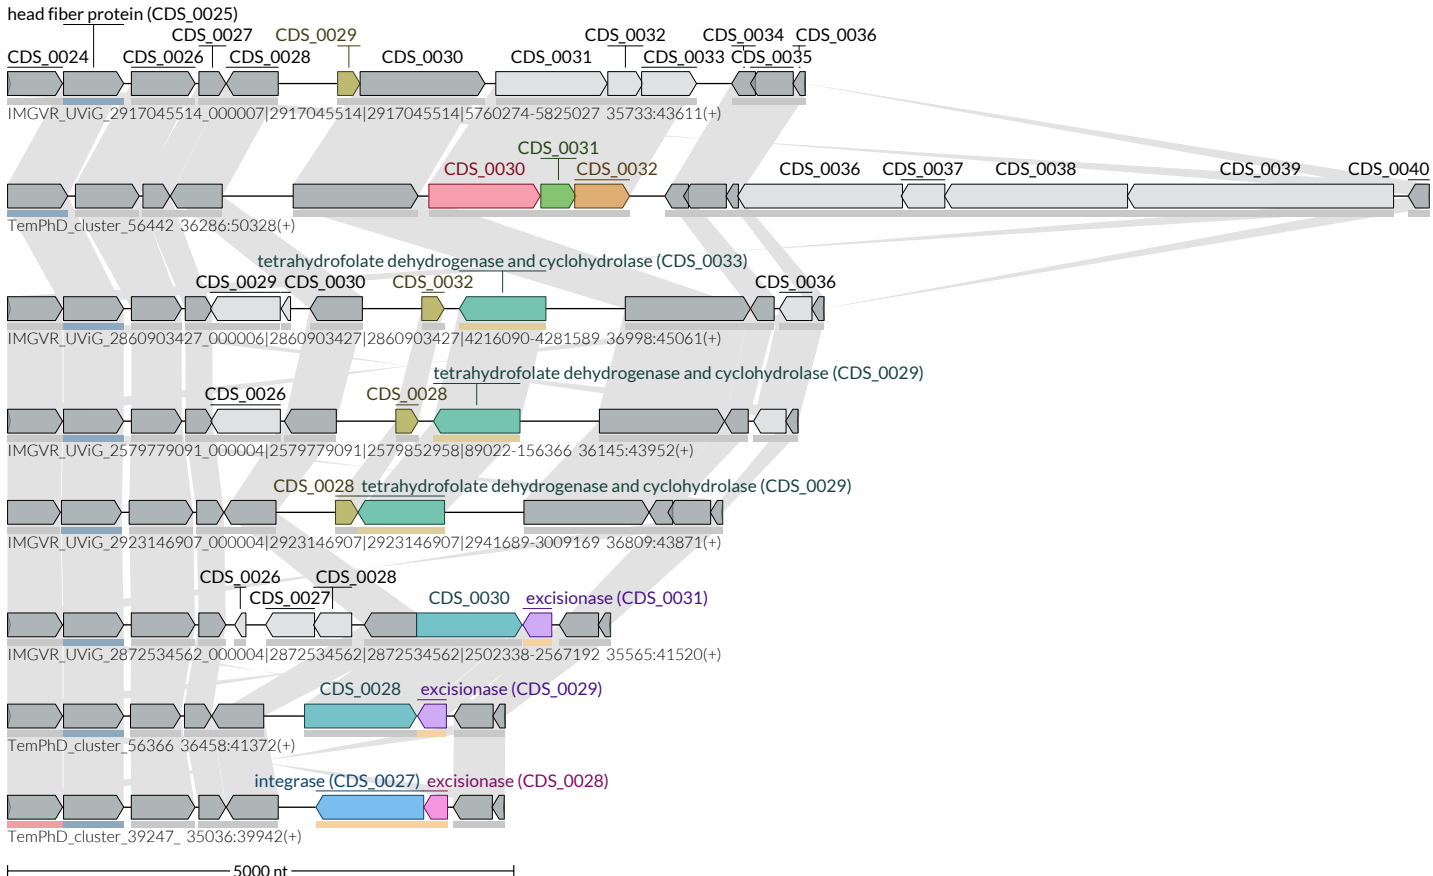 head fiber protein (CDS_0025)
CDS_0027 CDS_0029 CDS_0032 CDS_0034 CDS_0036
CDS_0024 CDS_0026 CDS_0028 CDS_0030 CDS_0031 CDS_0033 CDS_0035
IMGVR_UViG_2917045514_000007|2917045514|2917045514|5760274-5825027 35733:43611(+)
CDS_0031
CDS_0030 CDS_0032 CDS_0036 CDS_0037 CDS_0038 CDS_0039 CDS_0040
TemPhD_cluster_56442 36286:50328(+)
tetrahydrofolate dehydrogenase and cyclohydrolase (CDS_0033)
CDS_0029 CDS_0030 CDS_0032 CDS_0036
IMGVR_UViG_2860903427_000006|2860903427|2860903427|4216090-4281589 36998:45061(+)
tetrahydrofolate dehydrogenase and cyclohydrolase (CDS_0029)
CDS_0026 CDS_0028
IMGVR_UViG_2579779091_000004|2579779091|2579852958|89022-156366 36145:43952(+)
CDS_0028 tetrahydrofolate dehydrogenase and cyclohydrolase (CDS_0029)
IMGVR_UViG_2923146907_000004|2923146907|2923146907|2941689-3009169 36809:43871(+)
CDS_0026 CDS_0028
CDS_0027 CDS_0030 excisionase (CDS_0031)
IMGVR_UViG_2872534562_000004|2872534562|2872534562|2502338-2567192 35565:41520(+)
CDS_0028 excisionase (CDS_0029)
TemPhD_cluster_56366 36458:41372(+)
integrase (CDS_0027) excisionase (CDS_0028)
TemPhD_cluster_39247_ 35036:39942(+)
5000 nt